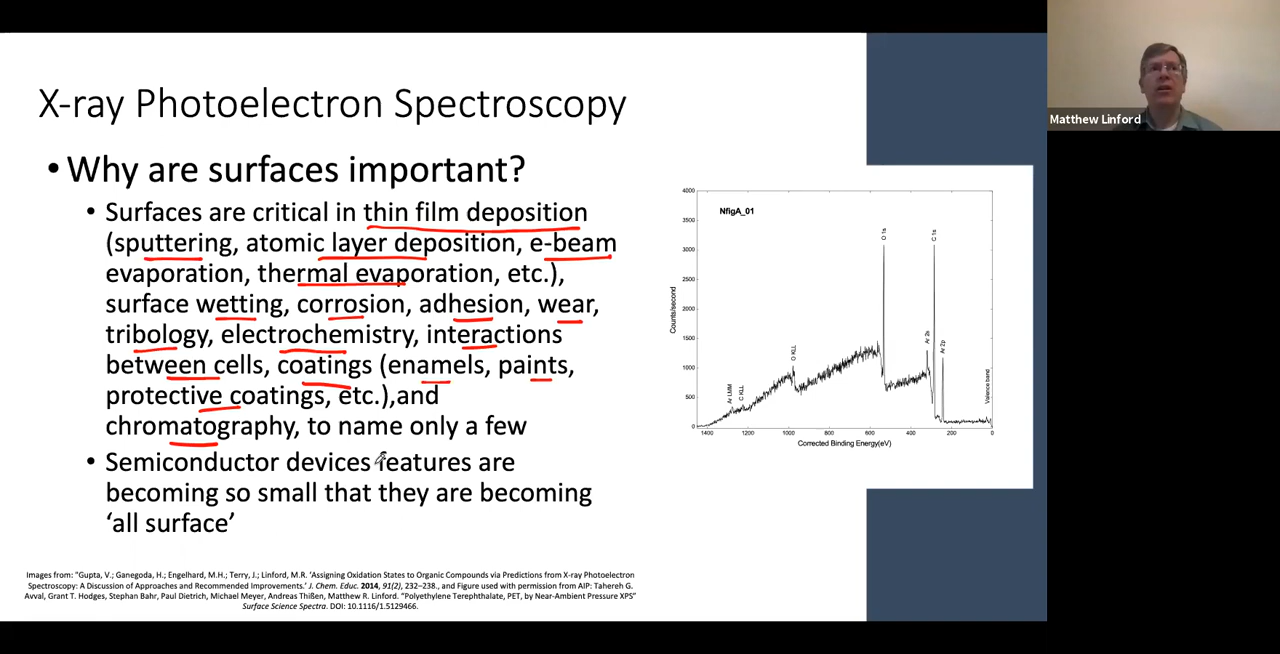 X-ray Photoelectron Spectroscopy
• Why are surfaces important?
• Surfaces are critical in thin film deposition
(sputtering, atomic layer deposition, e-beam
evaporation, thermal evaporation, etc.),
surface wetting, corrosion, adhesion, wear,
tribology, electrochemistry, interactions
between cells, coatings (enamels, paints,
protective coatings, etc.),and
chromatography, to name only a few
• Semiconductor devices features are
becoming so small that they are becoming
‘all surface’
Images from: "Gupta, V.; Ganegoda, H.; Engelhard, M.H.; Terry, J.; Linford, M.R. ‘Assigning Oxidation States to Organic Compounds via Predictions from X-ray Photoelectron
Spectroscopy: A Discussion of Approaches and Recommended Improvements.’ J. Chem. Educ. 2014, 91(2), 232–238., and Figure used with permission from AIP: Tahereh G.
Avval, Grant T. Hodges, Stephan Bahr, Paul Dietrich, Michael Meyer, Andreas Thißen, Matthew R. Linford. "Polyethylene Terephthalate, PET, by Near-Ambient Pressure XPS"
Surface Science Spectra. DOI: 10.1116/1.5129466.
NfigA_01
4000
3500
3000
2500
2000
1500
1000
500
0
Counts/second
Ar LMM
C KLL
O KLL
O 1s
Ar 2s
C 1s
Ar 2p
Valence band
1400 1200 1000 800 600 400 200 0
Corrected Binding Energy(eV)
Matthew Linford